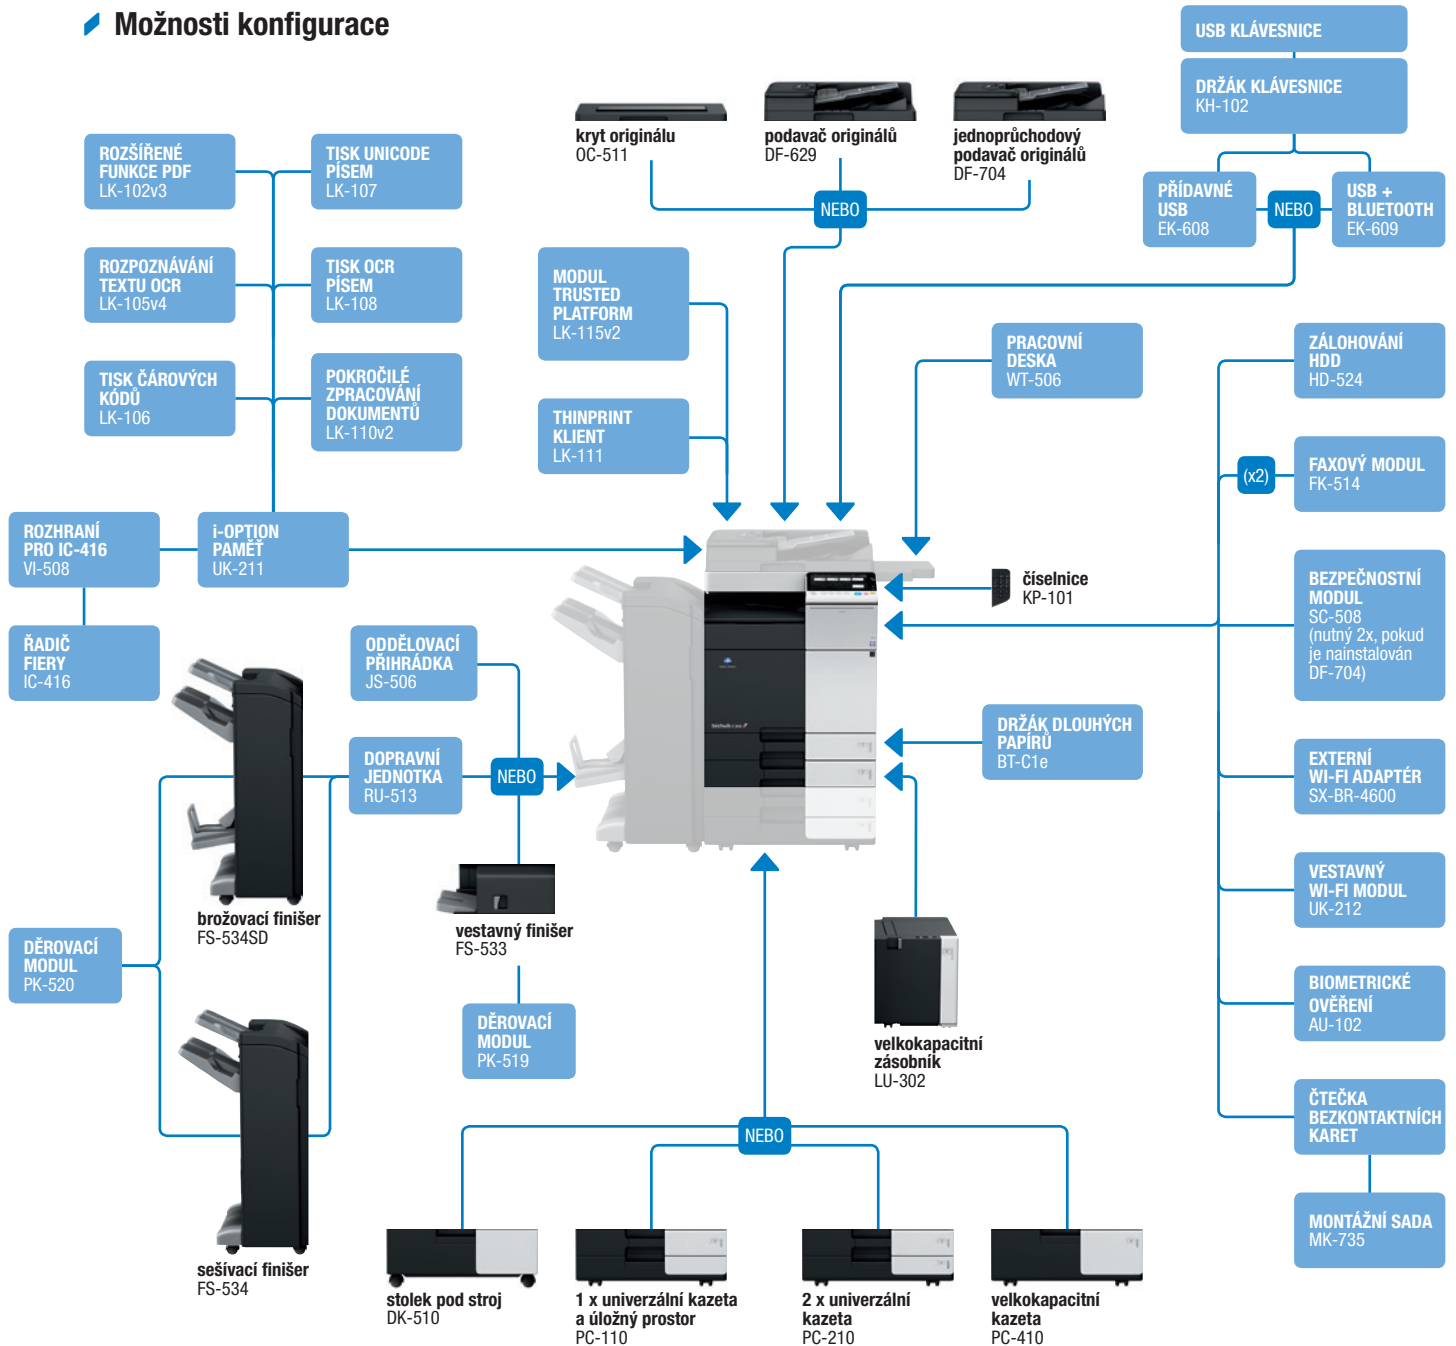 Možnosti konfigurace
USB KLÁVESNICE
DRŽÁK KLÁVESNICE
KH-102
PŘÍDAVNÉ
USB
EK-608
NEBO
USB +
BLUETOOTH
EK-609
kryt originálu
OC-511
podavač originálů
DF-629
jednoprůchodový
podavač originálů
DF-704
NEBO
ROZŠÍŘENÉ
FUNKCE PDF
LK-102v3
TISK UNICODE
PÍSEM
LK-107
ROZPOZNÁVÁNÍ
TEXTU OCR
LK-105v4
TISK OCR
PÍSEM
LK-108
TISK ČÁROVÝCH
KÓDŮ
LK-106
POKROČILÉ
ZPRACOVÁNÍ
DOKUMENTŮ
LK-110v2
MODUL
TRUSTED
PLATFORM
LK-115v2
THINPRINT
KLIENT
LK-111
PRACOVNÍ
DESKA
WT-506
ZÁLOHOVÁNÍ
HDD
HD-524
(x2)
FAXOVÝ MODUL
FK-514
ROZHRANÍ
PRO IC-416
VI-508
i-OPTION
PAMĚŤ
UK-211
ŘADIČ
FIERY
IC-416
číselnice
KP-101
BEZPEČNOSTNÍ
MODUL
SC-508
(nutný 2x, pokud
je nainstalován
DF-704)
ODDĚLOVACÍ
PŘIHRÁDKA
JS-506
DOPRAVNÍ
JEDNOTKA
RU-513
NEBO
DRŽÁK DLOUHÝCH
PAPÍRŮ
BT-C1e
EXTERNÍ
WI-FI ADAPTÉR
SX-BR-4600
VESTAVNÝ
WI-FI MODUL
UK-212
brožovací finišer
FS-534SD
vestavný finišer
FS-533
DĚROVACÍ
MODUL
PK-520
DĚROVACÍ
MODUL
PK-519
velkokapacitní
zásobník
LU-302
BIOMETRICKÉ
OVĚŘENÍ
AU-102
ČTEČKA
BEZKONTAKTNÍCH
KARET
MONTÁŽNÍ SADA
MK-735
NEBO
sešívací finišer
FS-534
stolek pod stroj
DK-510
1 x univerzální kazeta
a úložný prostor
PC-110
2 x univerzální
kazeta
PC-210
velkokapacitní
kazeta
PC-410